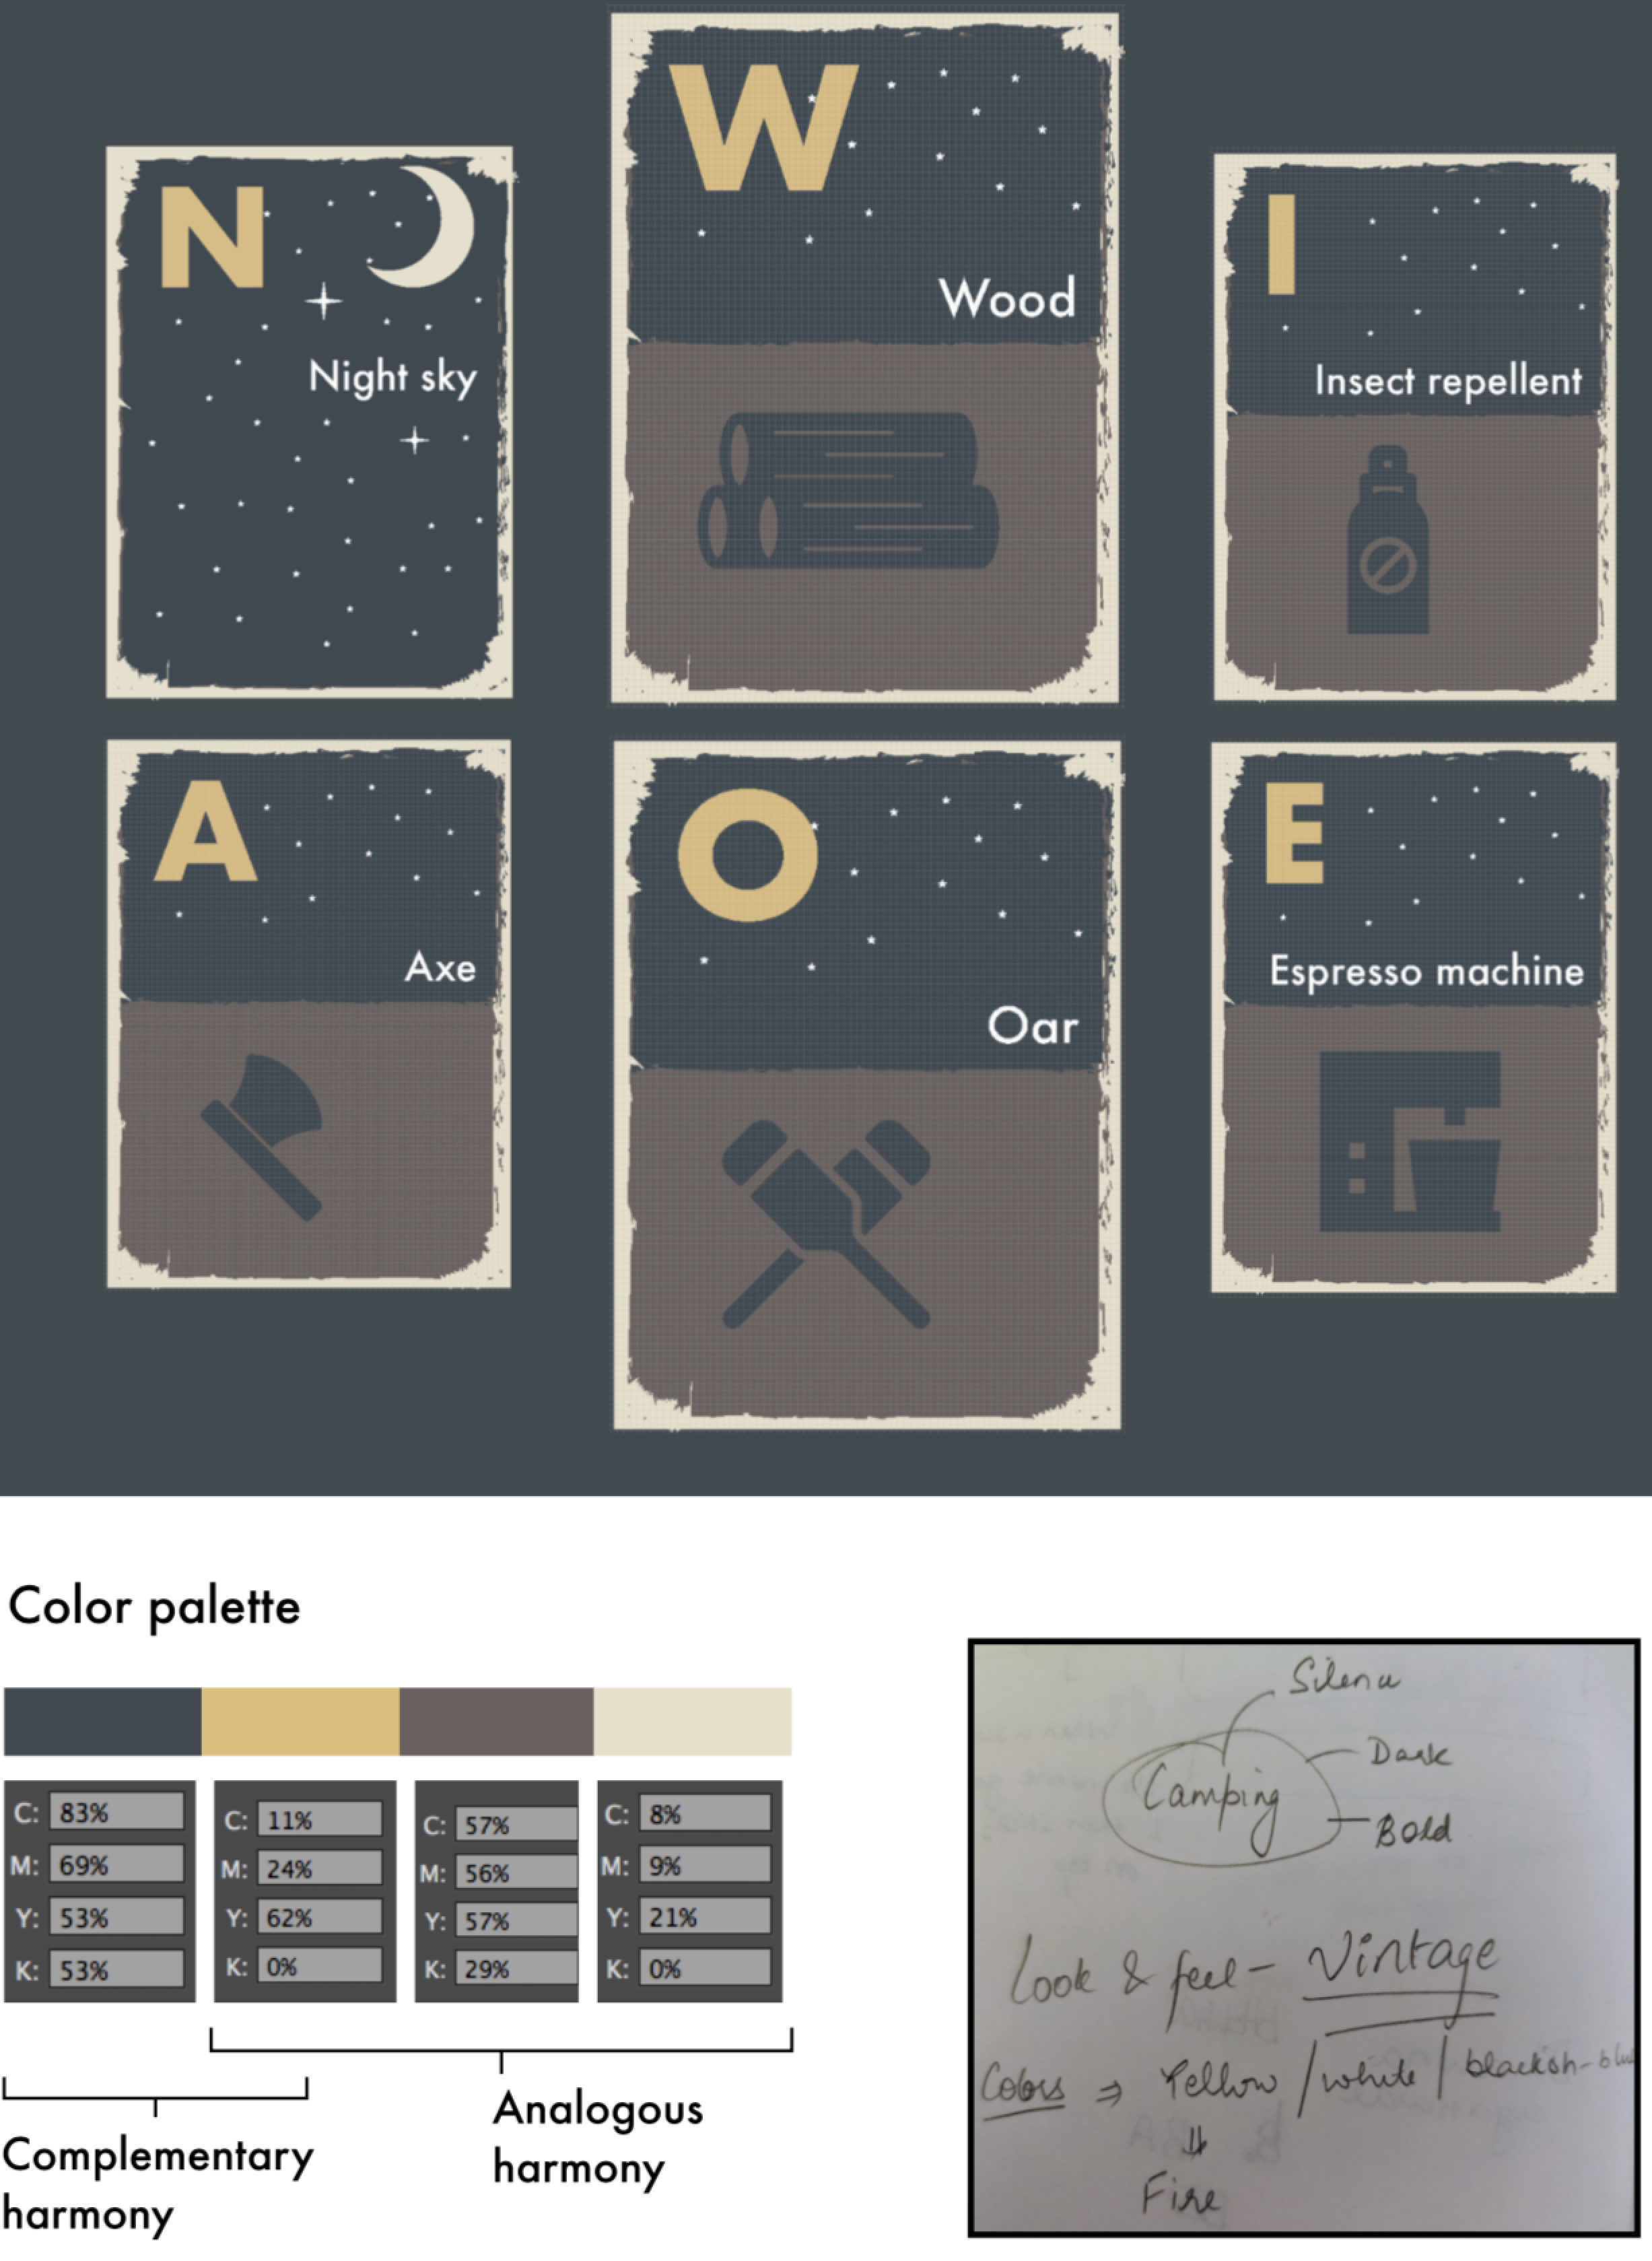 N
Night sky
W
Wood
I
Insect repellent
A
Axe
O
Oar
E
Espresso machine
Color palette
C: 83%
M: 69%
Y: 53%
K: 53%
C: 11%
M: 24%
Y: 62%
K: 0%
C: 57%
M: 56%
Y: 57%
K: 29%
C: 8%
M: 9%
Y: 21%
K: 0%
Complementary
harmony
Analogous
harmony
Silence
Camping
Dark
Bold
Look & feel - Vintage
Colors ⇒ Yellow / white / blackish-blu
⇓
Fire